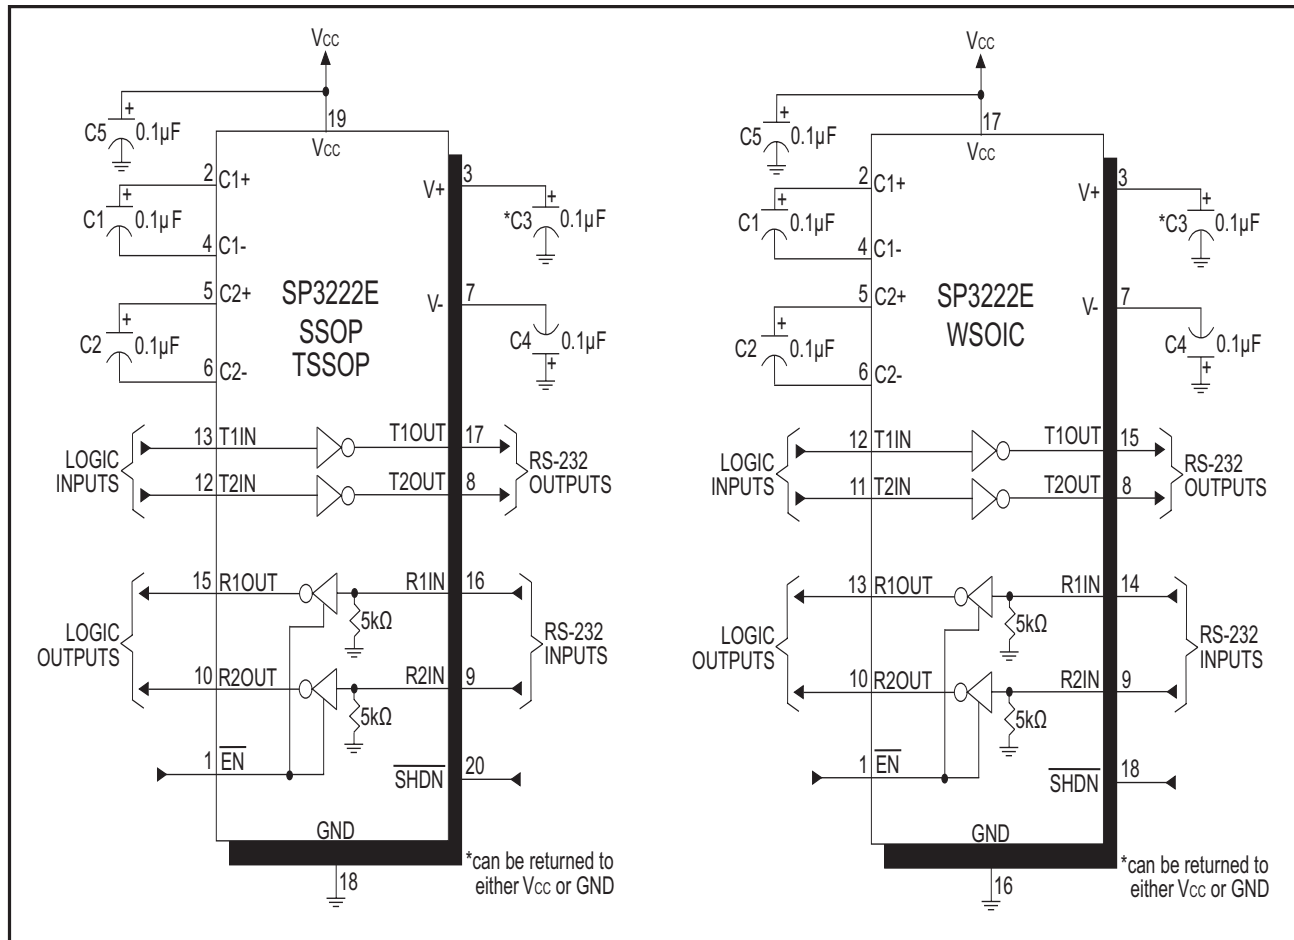 VCC
C5
+
0.1µF
19
VCC
2 C1+
C1
+
0.1µF
4 C1-
5 C2+
C2
+
0.1µF
6 C2-
V+ 3
*C3
+
0.1µF
V- 7
C4 0.1µF
+
SP3222E
SSOP
TSSOP
LOGIC
INPUTS
13 T1IN
T1OUT 17
12 T2IN
T2OUT 8
RS-232
OUTPUTS
LOGIC
OUTPUTS
15 R1OUT
R1IN 16
5kΩ
10 R2OUT
R2IN 9
5kΩ
RS-232
INPUTS
1 EN
SHDN 20
GND
18
*can be returned to
either VCC or GND
VCC
C5
+
0.1µF
17
VCC
2 C1+
C1
+
0.1µF
4 C1-
5 C2+
C2
+
0.1µF
6 C2-
V+ 3
*C3
+
0.1µF
V- 7
C4 0.1µF
+
SP3222E
WSOIC
LOGIC
INPUTS
12 T1IN
T1OUT 15
11 T2IN
T2OUT 8
RS-232
OUTPUTS
LOGIC
OUTPUTS
13 R1OUT
R1IN 14
5kΩ
10 R2OUT
R2IN 9
5kΩ
RS-232
INPUTS
1 EN
SHDN 18
GND
16
*can be returned to
either VCC or GND